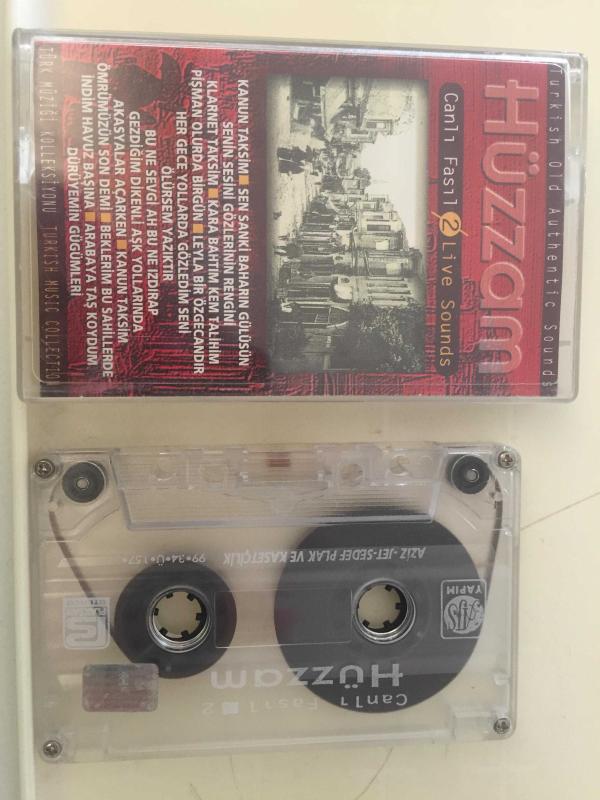 Turkish Old Authentic Sounds
Hüzzam
Canlı Fasıl 2 Live Sounds
KANUN TAKSİM ■ SEN SANKİ BAHARIN GÜLÜSÜN
SENİN SESİNİ GÖZLERİNİN RENGİNİ
KLARNET TAKSİM ■ KARA BAHTIM KEM TALİHİM
PİŞMAN OLURDA BİRGÜN ■ LEYLA BİR ÖZGECANDIR
HER GECE YOLLARDA GÖZLEDİM SENİ
ÖLÜRSEM YAZIKTIR
BU NE SEVGİ AH BU NE IZDIRAP
GEZDİĞİM DİKENLİ AŞK YOLLARINDA
AKASYALAR AÇARKEN ■ KANUN TAKSİM
ÖMRÜMÜZÜN SON DEMİ ■ BEKLERİM BU SAHİLLERDE
İNDİM HAVUZ BAŞINA ■ ARABAYA TAŞ KOYDUM
DÜRÜYEMİN GÜĞÜMLERİ
TÜRK MÜZİĞİ KOLLEKSİYONU TURKISH MUSIC COLLECTION
AZİZ-JET-SEDEF PLAK VE KASETÇİLİK
99•34•Ü•157•
YAPIM
Hüzzam
Canlı Fasıl ■ 2